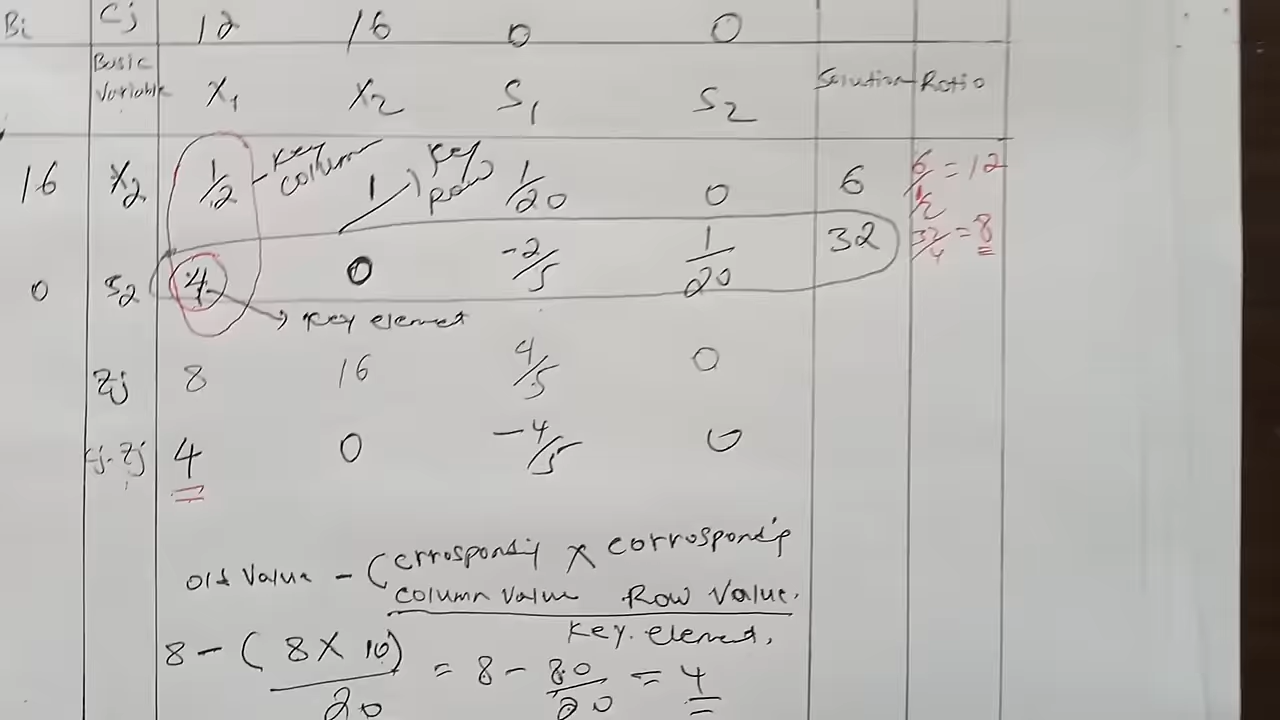 Bi Cj 12 16 0 0
Basic Variable X1 X2 S1 S2 Solution Ratio
16 X2 1/2 1 1/20 0 6 6/1/2 = 12
Key column
Key Row
0 S2 4 0 -2/5 1/20 32 32/4 = 8
Key element
Zj 8 16 4/5 0
Cj-Zj 4 0 -4/5 0
Old Value - (Crrospondig X corrospondig
column value Row Value.
Key. element,
8 - (8 X 10)/20 = 8 - 80/20 = 4